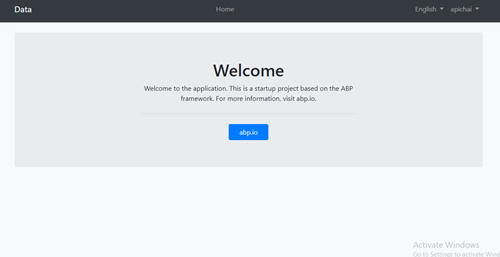 Data
Home
English
apichai
Welcome
Welcome to the application. This is a startup project based on the ABP
framework. For more information, visit abp.io.
abp.io
Activate Windows
Go to Settings to activate Wind